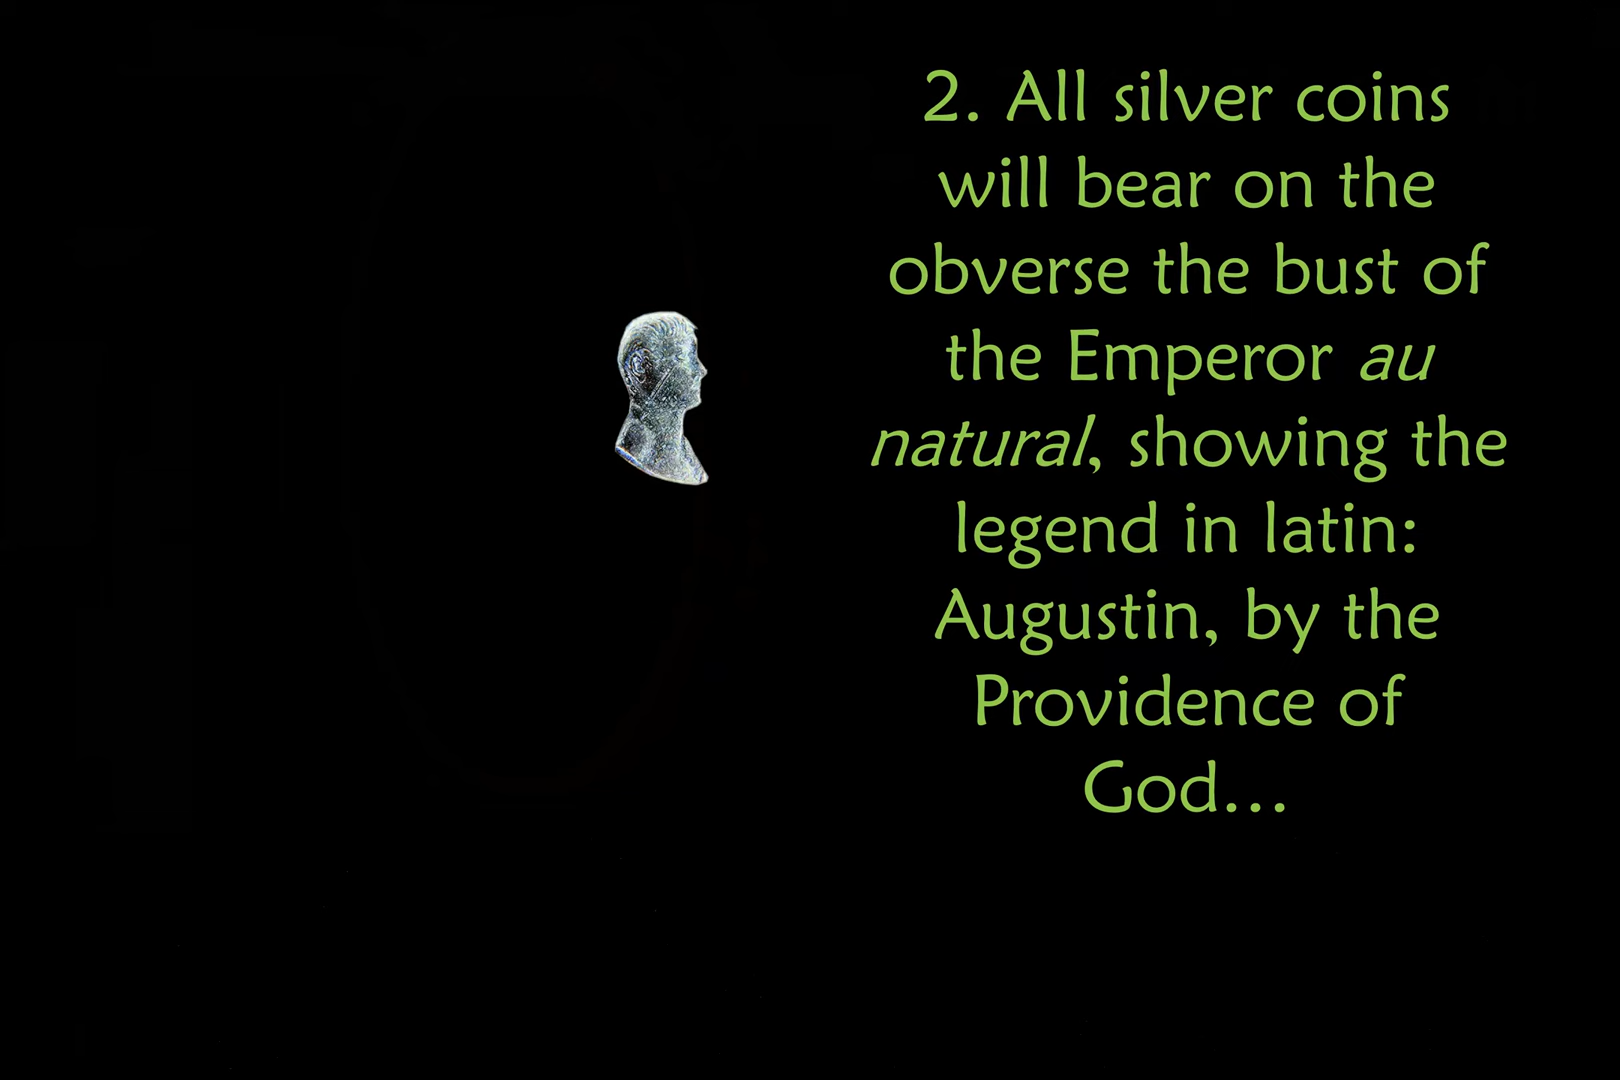 2. All silver coins
will bear on the
obverse the bust of
the Emperor au
natural, showing the
legend in latin:
Augustin, by the
Providence of
God...